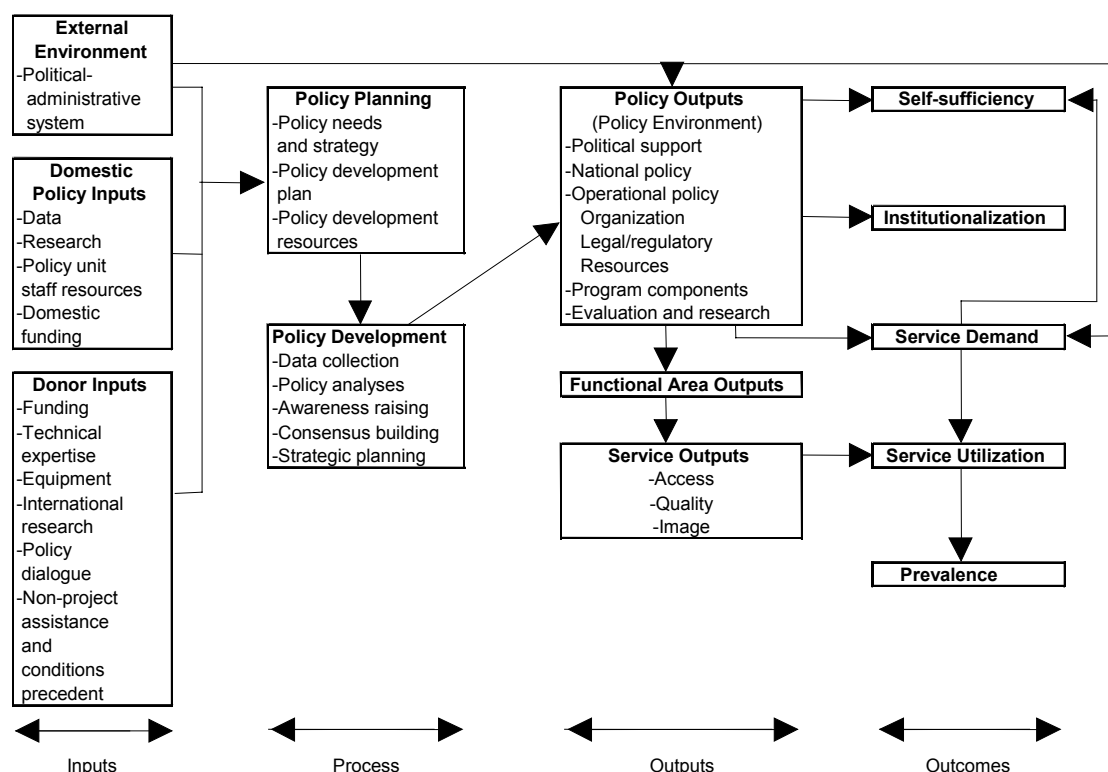 External
Environment
-Political-
administrative
system
Domestic
Policy Inputs
-Data
-Research
-Policy unit
staff resources
-Domestic
funding
Donor Inputs
-Funding
-Technical
expertise
-Equipment
-International
research
-Policy
dialogue
-Non-project
assistance
and
conditions
precedent
Policy Planning
-Policy needs
and strategy
-Policy development
plan
-Policy development
resources
Policy Development
-Data collection
-Policy analyses
-Awareness raising
-Consensus building
-Strategic planning
Policy Outputs
(Policy Environment)
-Political support
-National policy
-Operational policy
Organization
Legal/regulatory
Resources
-Program components
-Evaluation and research
Functional Area Outputs
Service Outputs
-Access
-Quality
-Image
Self-sufficiency
Institutionalization
Service Demand
Service Utilization
Prevalence
Inputs
Process
Outputs
Outcomes